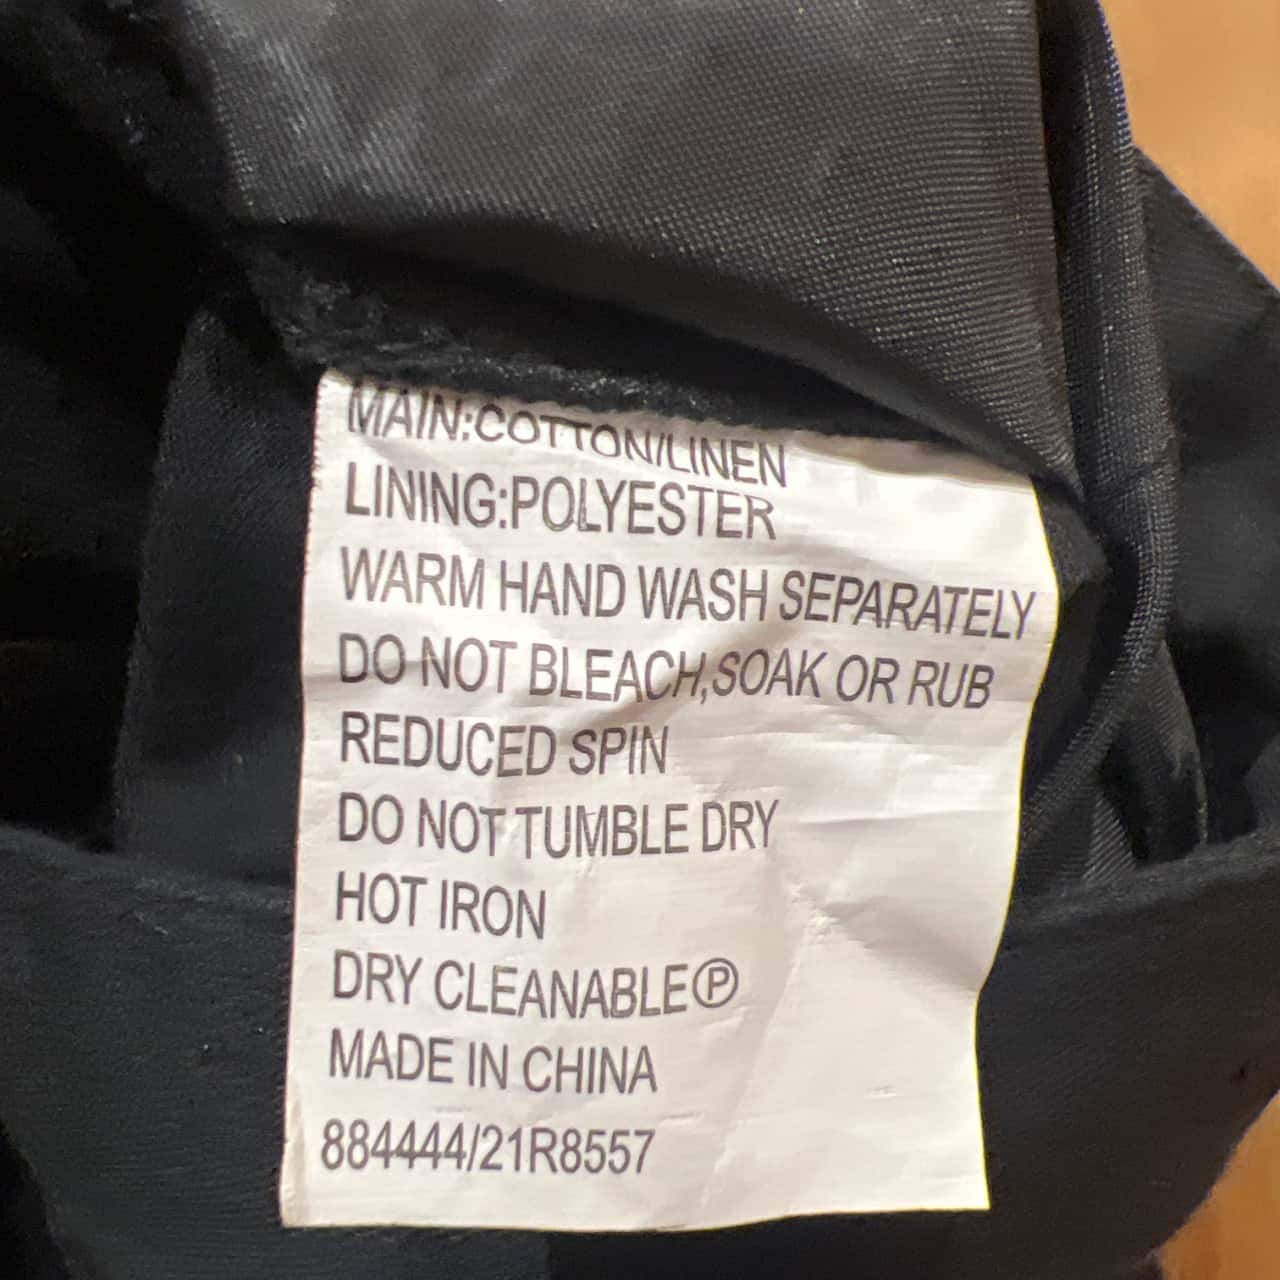 MAIN:COTTON/LINEN
LINING:POLYESTER
WARM HAND WASH SEPARATELY
DO NOT BLEACH,SOAK OR RUB
REDUCED SPIN
DO NOT TUMBLE DRY
HOT IRON
DRY CLEANABLEⓅ
MADE IN CHINA
884444/21R8557